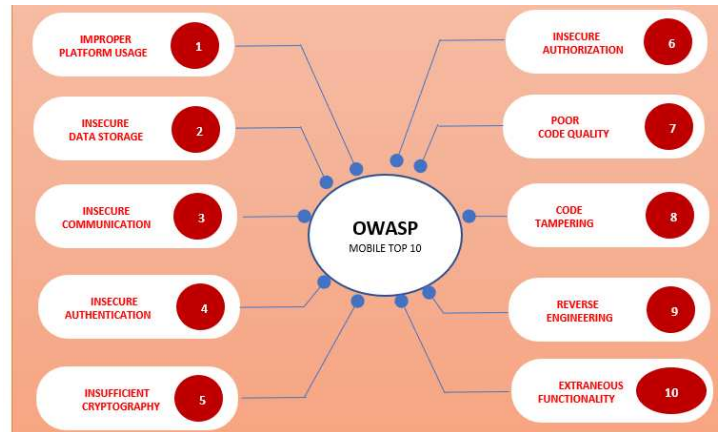 IMPROPER
PLATFORM USAGE
1
INSECURE
DATA STORAGE
2
INSECURE
COMMUNICATION
3
INSECURE
AUTHENTICATION
4
INSUFFICIENT
CRYPTOGRAPHY
5
OWASP
MOBILE TOP 10
INSECURE
AUTHORIZATION
6
POOR
CODE QUALITY
7
CODE
TAMPERING
8
REVERSE
ENGINEERING
9
EXTRANEOUS
FUNCTIONALITY
10